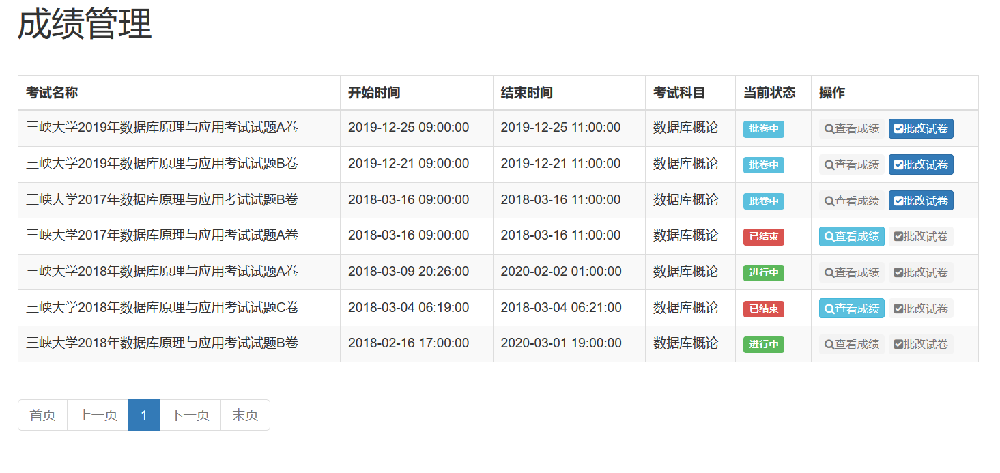 成绩管理
考试名称 开始时间 结束时间 考试科目 当前状态 操作
三峡大学2019年数据库原理与应用考试试题A卷 2019-12-25 09:00:00 2019-12-25 11:00:00 数据库概论 批卷中 查看成绩 批改试卷
三峡大学2019年数据库原理与应用考试试题B卷 2019-12-21 09:00:00 2019-12-21 11:00:00 数据库概论 批卷中 查看成绩 批改试卷
三峡大学2017年数据库原理与应用考试试题B卷 2018-03-16 09:00:00 2018-03-16 11:00:00 数据库概论 批卷中 查看成绩 批改试卷
三峡大学2017年数据库原理与应用考试试题A卷 2018-03-16 09:00:00 2018-03-16 11:00:00 数据库概论 已结束 查看成绩 批改试卷
三峡大学2018年数据库原理与应用考试试题A卷 2018-03-09 20:26:00 2020-02-02 01:00:00 数据库概论 进行中 查看成绩 批改试卷
三峡大学2018年数据库原理与应用考试试题C卷 2018-03-04 06:19:00 2018-03-04 06:21:00 数据库概论 已结束 查看成绩 批改试卷
三峡大学2018年数据库原理与应用考试试题B卷 2018-02-16 17:00:00 2020-03-01 19:00:00 数据库概论 进行中 查看成绩 批改试卷
首页 上一页 1 下一页 末页